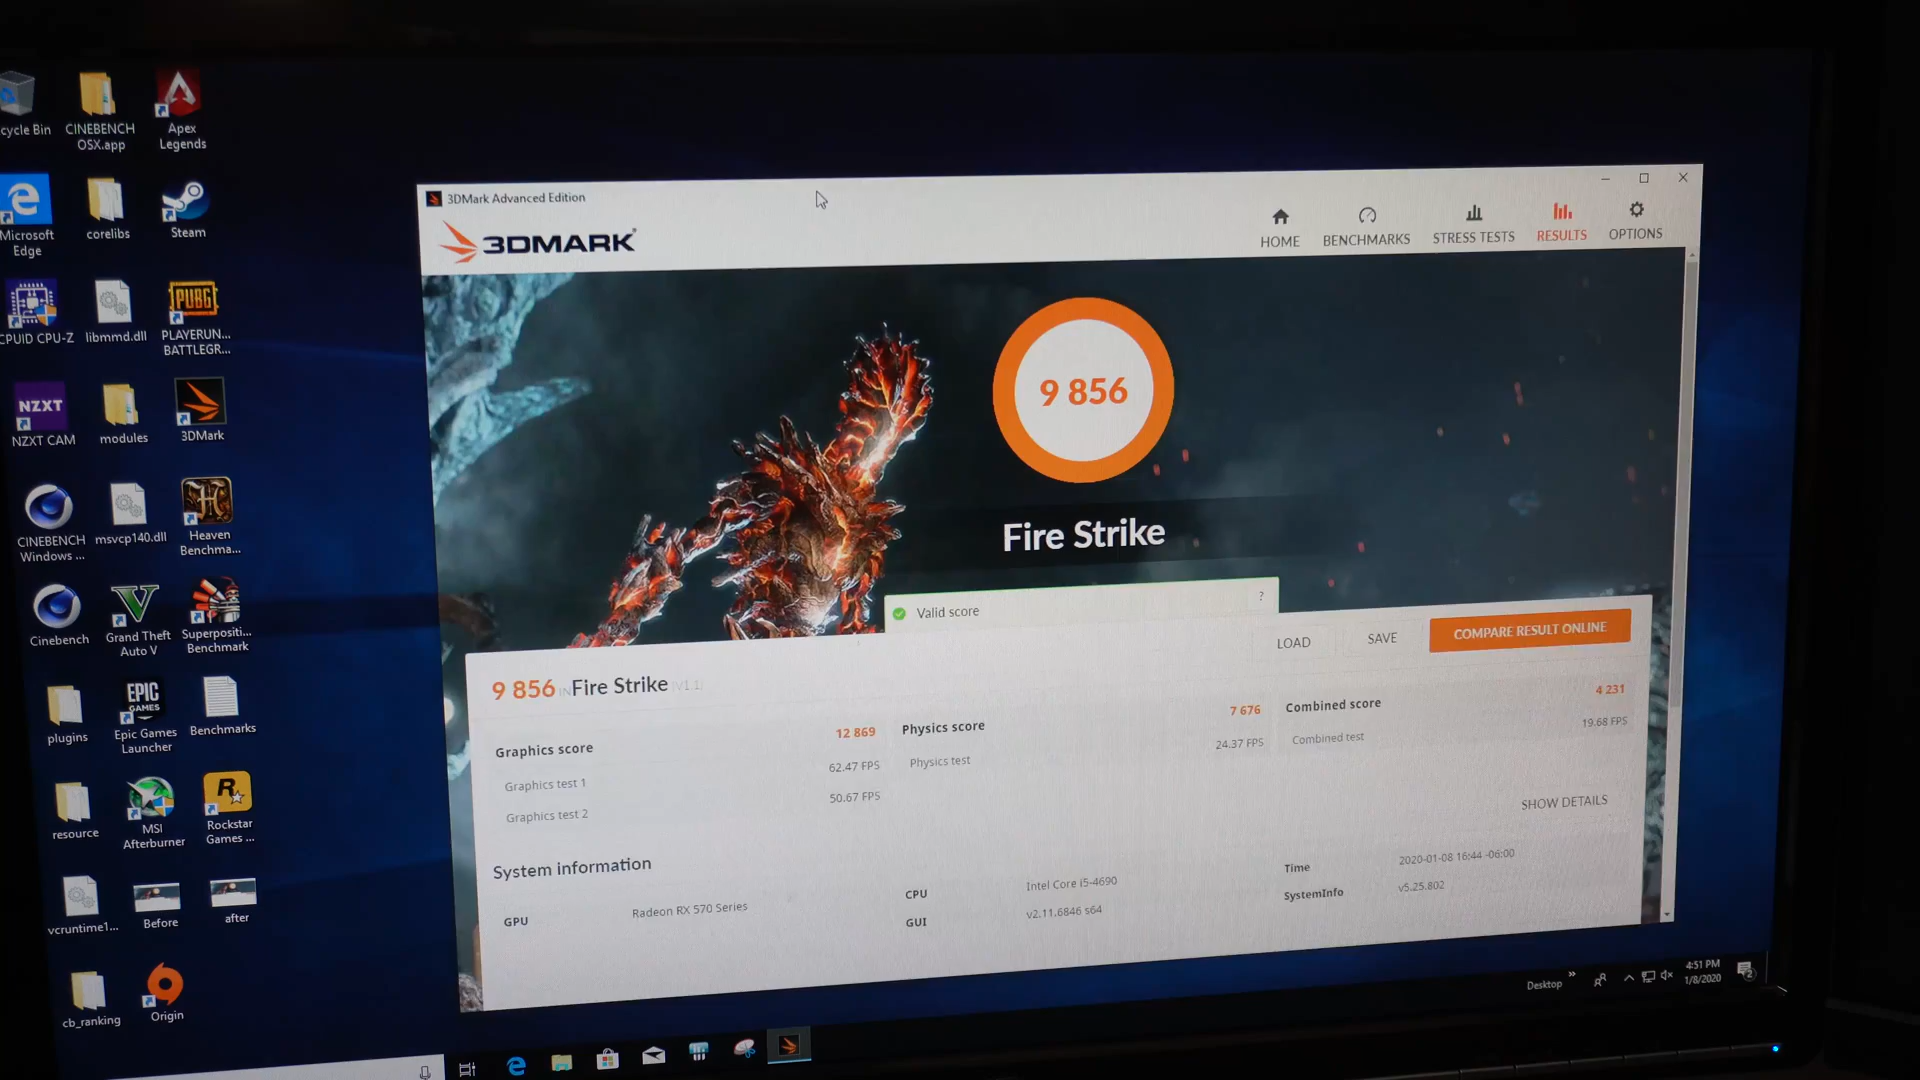 cycle Bin
CINEBENCH
OSX.app
Apex
Legends
Microsoft
Edge
corelibs
Steam
CPUID CPU-Z
libmmd.dll
PUBG
PLAYERUN...
BATTLEGR...
NZXT
NZXT CAM
modules
3DMark
CINEBENCH
Windows ...
msvcp140.dll
Heaven
Benchma...
Cinebench
Grand Theft
Auto V
Superpositi...
Benchmark
plugins
EPIC
GAMES
Epic Games
Launcher
Benchmarks
resource
MSI
Afterburner
Rockstar
Games ...
vcruntime1...
Before
after
cb_ranking
Origin
3DMark Advanced Edition
3DMARK
HOME
BENCHMARKS
STRESS TESTS
RESULTS
OPTIONS
9 856
Fire Strike
Valid score
?
LOAD
SAVE
COMPARE RESULT ONLINE
9 856 IN Fire Strike (v1.1)
Graphics score 12 869
Graphics test 1 62.47 FPS
Graphics test 2 50.67 FPS
Physics score 7 676
Physics test 24.37 FPS
Combined score 4 231
Combined test 19.68 FPS
SHOW DETAILS
System information
GPU Radeon RX 570 Series
CPU Intel Core i5-4690
GUI v2.11.6846 s64
Time 2020-01-08 16:44 -06:00
SystemInfo v5.25.802
Desktop
4:51 PM
1/8/2020
2